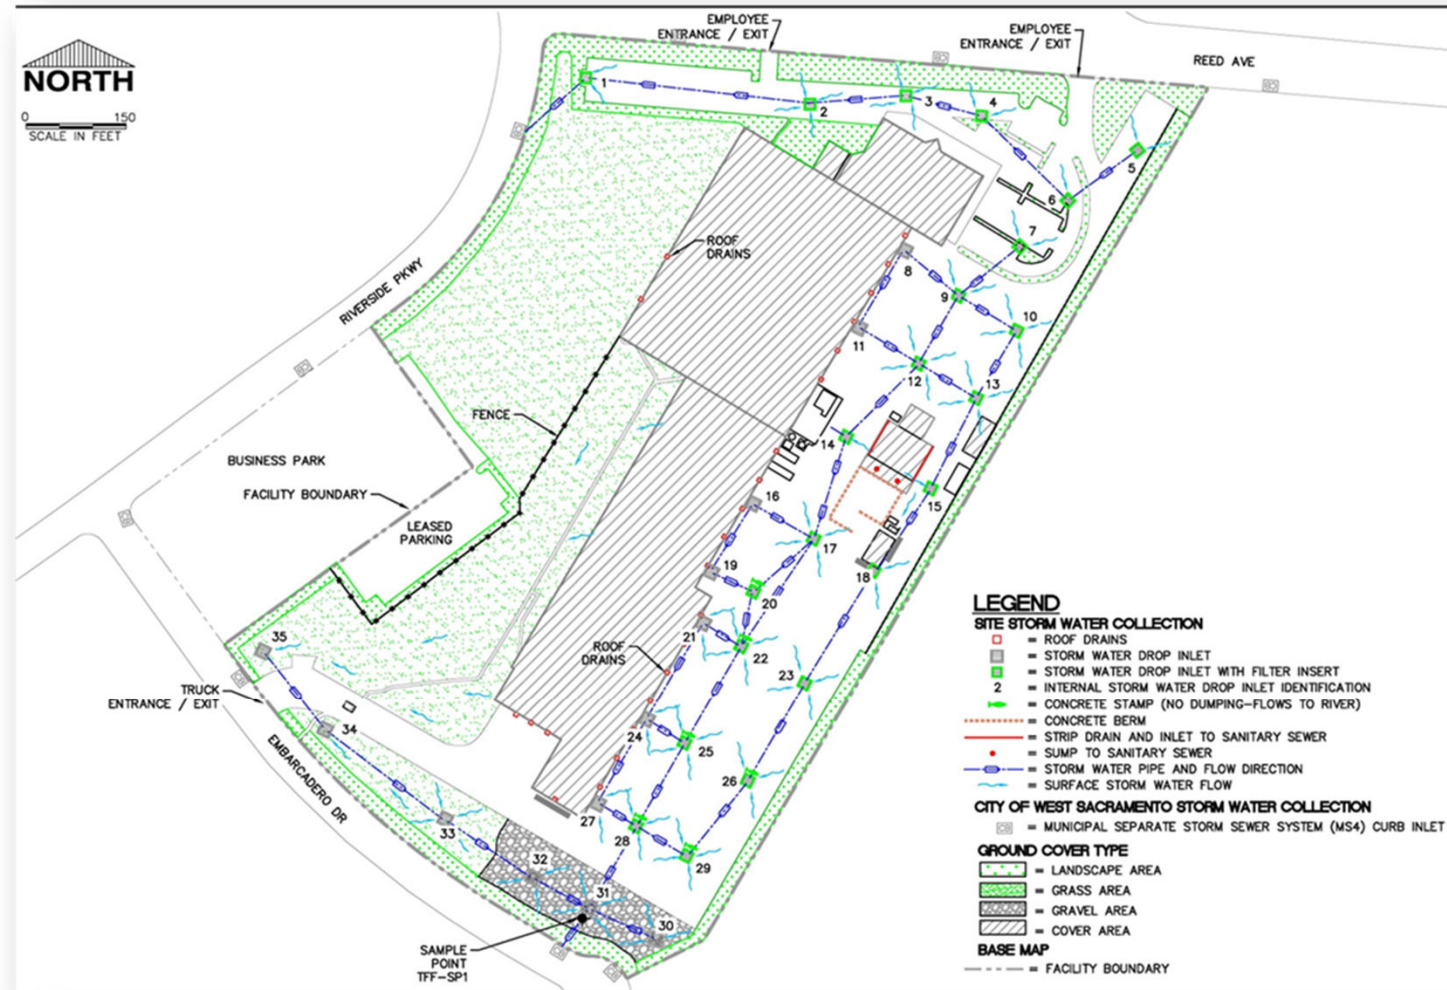 EMPLOYEE
ENTRANCE / EXIT
EMPLOYEE
ENTRANCE / EXIT
REED AVE
NORTH
0 150
SCALE IN FEET
1
2
3
4
5
6
7
ROOF
DRAINS
8
9
10
RIVERSIDE PKWY
11
12
13
FENCE
14
BUSINESS PARK
FACILITY BOUNDARY
15
16
LEASED
PARKING
17
18
19
20
21
22
ROOF
DRAINS
23
35
TRUCK
ENTRANCE / EXIT
34
24
25
EMBARCADERO DR
26
27
28
33
29
32
31
30
SAMPLE
POINT
TFF-SP1
LEGEND
SITE STORM WATER COLLECTION
= ROOF DRAINS
= STORM WATER DROP INLET
= STORM WATER DROP INLET WITH FILTER INSERT
2 = INTERNAL STORM WATER DROP INLET IDENTIFICATION
= CONCRETE STAMP (NO DUMPING-FLOWS TO RIVER)
= CONCRETE BERM
= STRIP DRAIN AND INLET TO SANITARY SEWER
= SUMP TO SANITARY SEWER
= STORM WATER PIPE AND FLOW DIRECTION
= SURFACE STORM WATER FLOW
CITY OF WEST SACRAMENTO STORM WATER COLLECTION
= MUNICIPAL SEPARATE STORM SEWER SYSTEM (MS4) CURB INLET
GROUND COVER TYPE
= LANDSCAPE AREA
= GRASS AREA
= GRAVEL AREA
= COVER AREA
BASE MAP
= FACILITY BOUNDARY